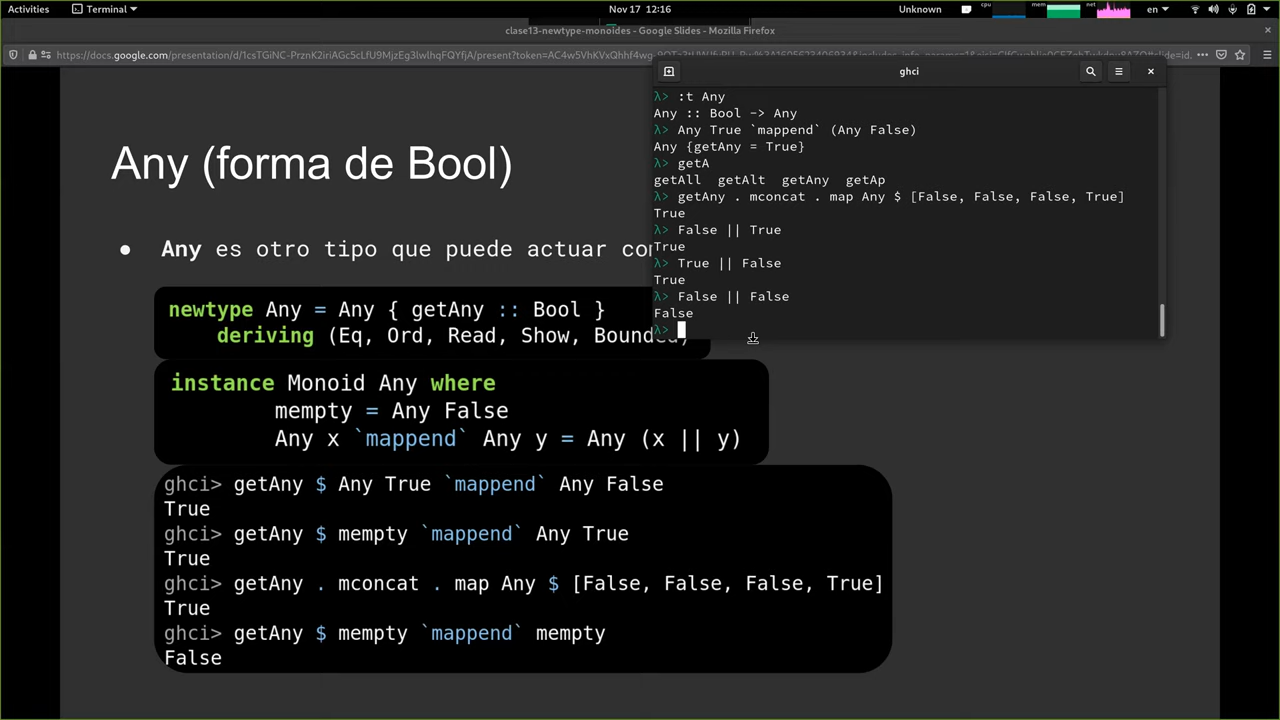 Activities
Terminal
Nov 17 12:16
Unknown
cpu
mem
net
en
clase13-newtype-monoides - Google Slides - Mozilla Firefox
ghci
λ> :t Any
Any :: Bool -> Any
λ> Any True `mappend` (Any False)
Any {getAny = True}
λ> getA
getAll getAlt getAny getAp
λ> getAny . mconcat . map Any $ [False, False, False, True]
True
λ> False || True
True
λ> True || False
True
λ> False || False
False
λ>
Any (forma de Bool)
● Any es otro tipo que puede actuar
newtype Any = Any { getAny :: Bool }
deriving (Eq, Ord, Read, Show, Bounded)
instance Monoid Any where
mempty = Any False
Any x `mappend` Any y = Any (x || y)
ghci> getAny $ Any True `mappend` Any False
True
ghci> getAny $ mempty `mappend` Any True
True
ghci> getAny . mconcat . map Any $ [False, False, False, True]
True
ghci> getAny $ mempty `mappend` mempty
False